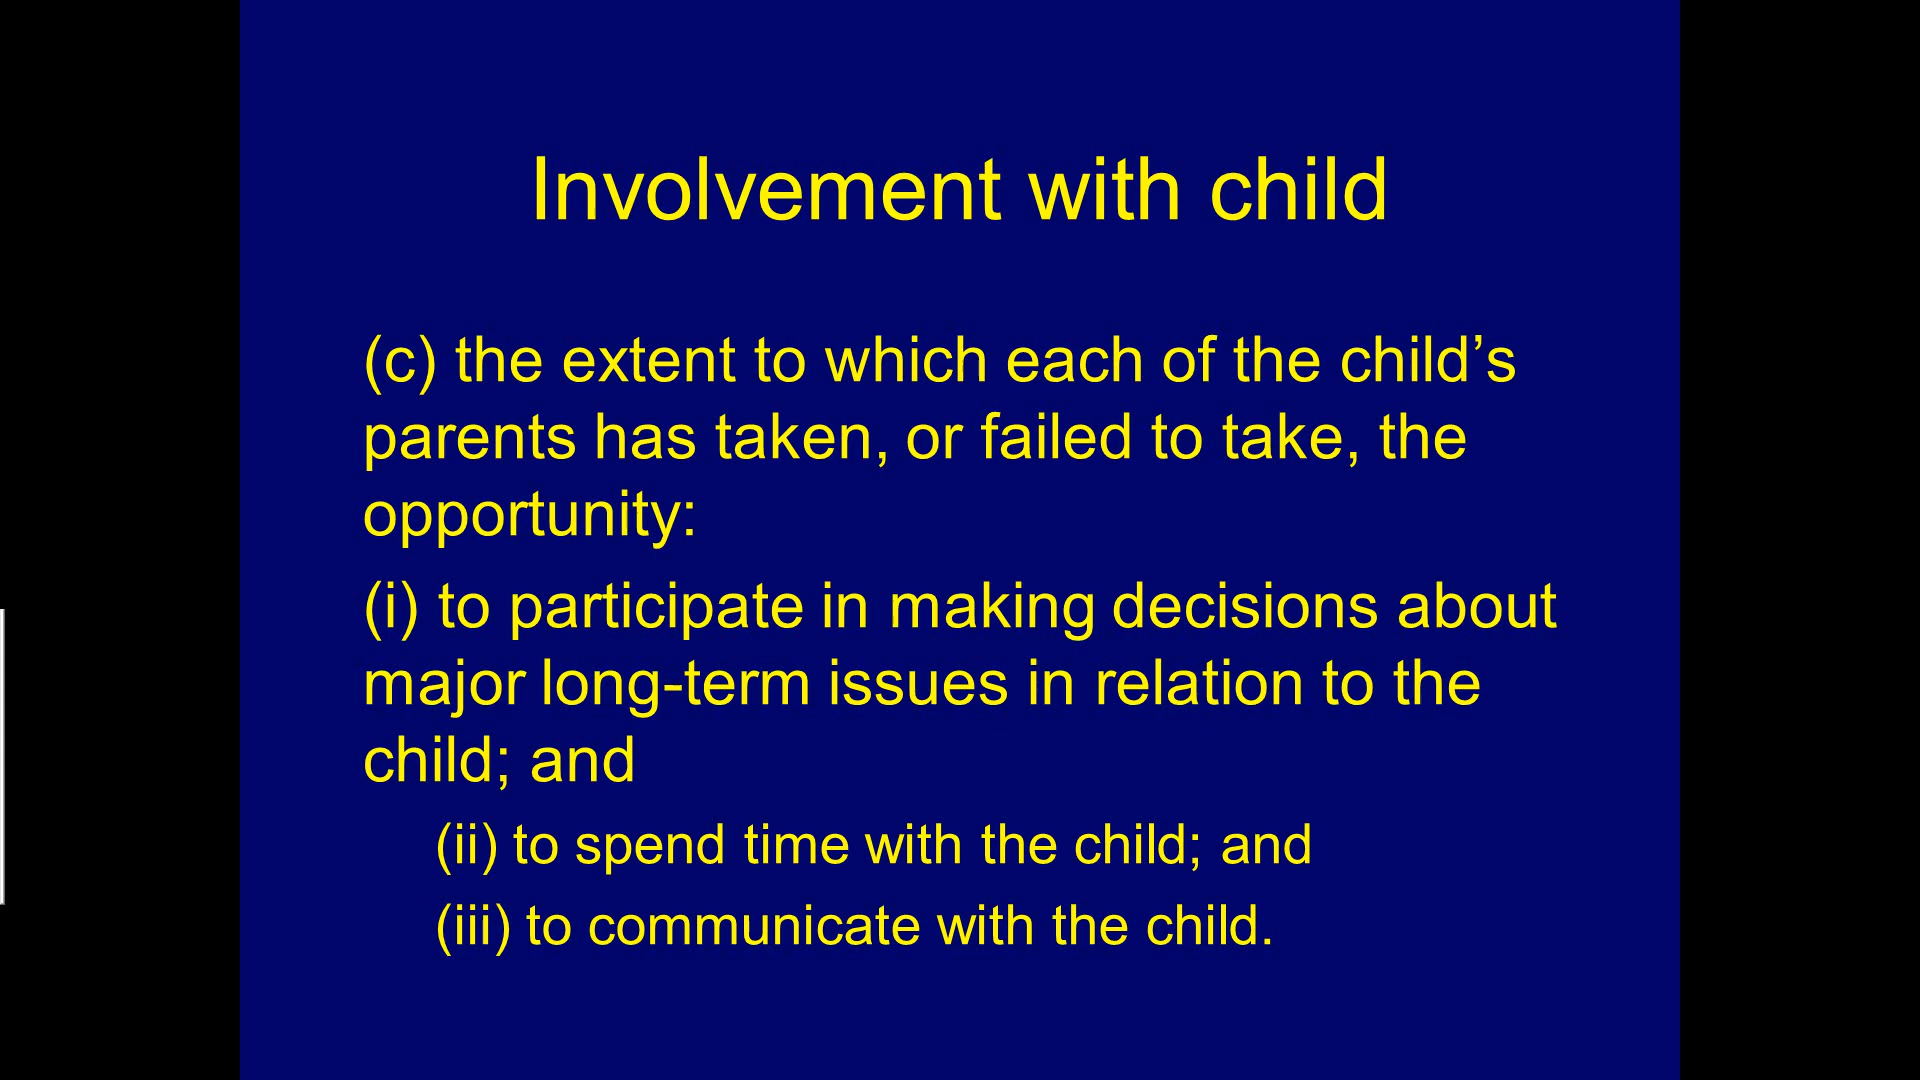 Involvement with child
(c) the extent to which each of the child’s
parents has taken, or failed to take, the
opportunity:
(i) to participate in making decisions about
major long-term issues in relation to the
child; and
(ii) to spend time with the child; and
(iii) to communicate with the child.